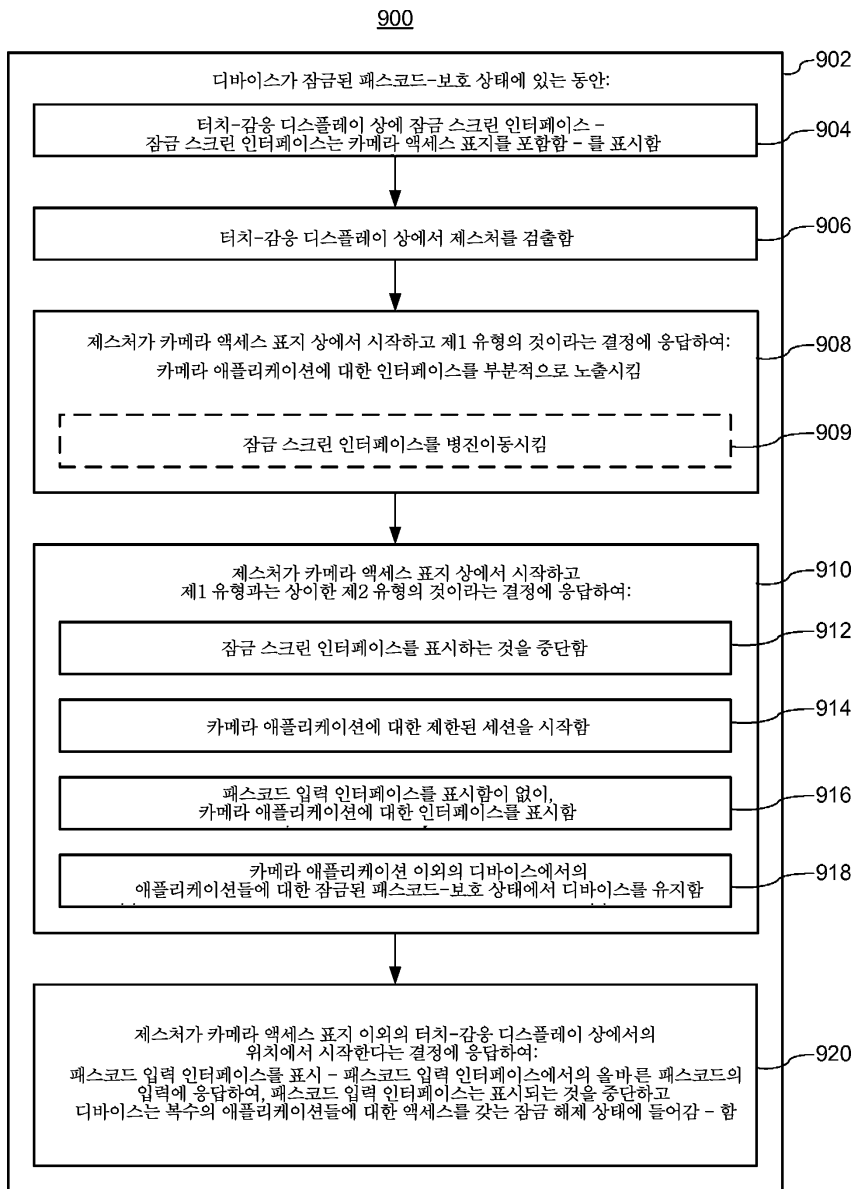 900
902
디바이스가 잠금된 패스코드-보호 상태에 있는 동안:
터치-감응 디스플레이 상에 잠금 스크린 인터페이스 -
잠금 스크린 인터페이스는 카메라 액세스 표지를 포함함 - 를 표시함
904
터치-감응 디스플레이 상에서 제스처를 검출함
906
제스처가 카메라 액세스 표지 상에서 시작하고 제1 유형의 것이라는 결정에 응답하여:
카메라 애플리케이션에 대한 인터페이스를 부분적으로 노출시킴
908
잠금 스크린 인터페이스를 병진이동시킴
909
제스처가 카메라 액세스 표지 상에서 시작하고
제1 유형과는 상이한 제2 유형의 것이라는 결정에 응답하여:
910
잠금 스크린 인터페이스를 표시하는 것을 중단함
912
카메라 애플리케이션에 대한 제한된 세션을 시작함
914
패스코드 입력 인터페이스를 표시함이 없이,
카메라 애플리케이션에 대한 인터페이스를 표시함
916
카메라 애플리케이션 이외의 디바이스에서의
애플리케이션들에 대한 잠금된 패스코드-보호 상태에서 디바이스를 유지함
918
제스처가 카메라 액세스 표지 이외의 터치-감응 디스플레이 상에서의
위치에서 시작한다는 결정에 응답하여:
패스코드 입력 인터페이스를 표시 - 패스코드 입력 인터페이스에서의 올바른 패스코드의
입력에 응답하여, 패스코드 입력 인터페이스는 표시되는 것을 중단하고
디바이스는 복수의 애플리케이션들에 대한 액세스를 갖는 잠금 해제 상태에 들어감 - 함
920